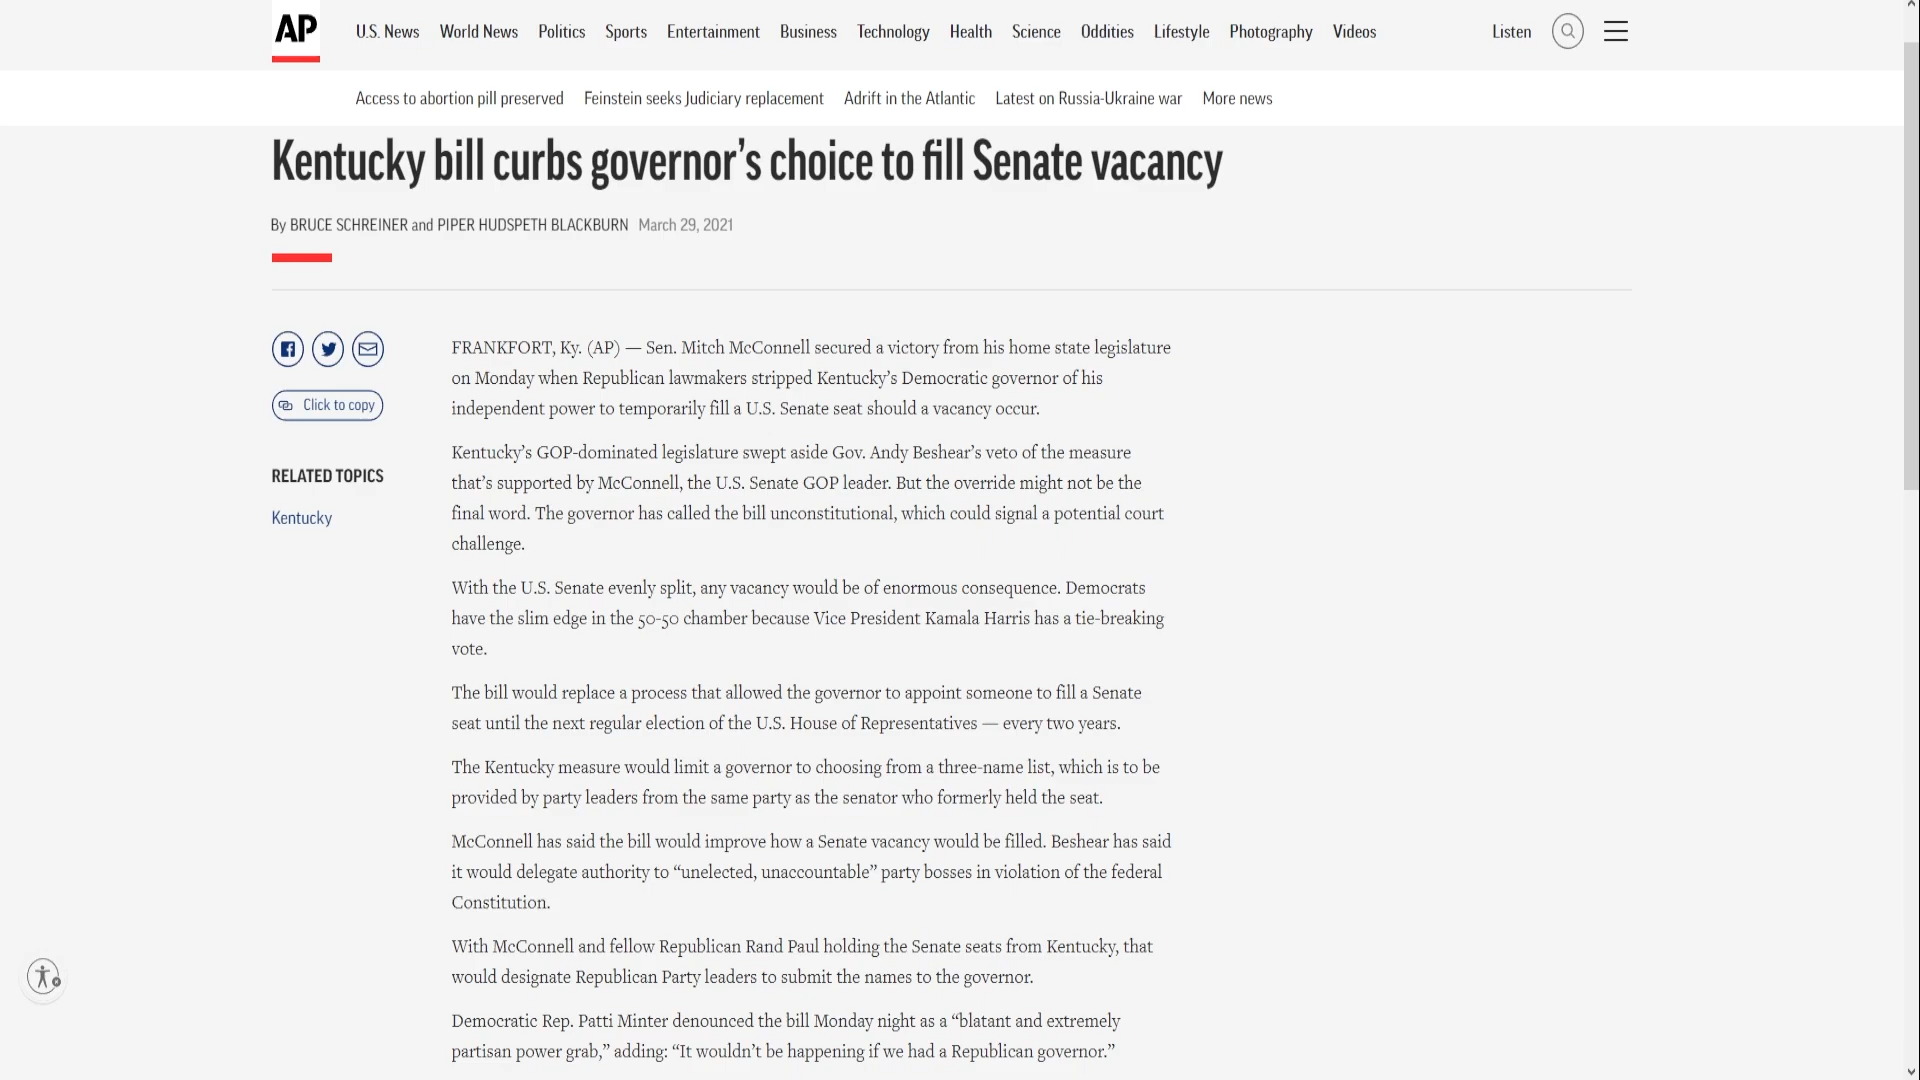 AP U.S. News World News Politics Sports Entertainment Business Technology Health Science Oddities Lifestyle Photography Videos Listen
Access to abortion pill preserved Feinstein seeks Judiciary replacement Adrift in the Atlantic Latest on Russia-Ukraine war More news
Kentucky bill curbs governor’s choice to fill Senate vacancy
By BRUCE SCHREINER and PIPER HUDSPETH BLACKBURN March 29, 2021
Click to copy
RELATED TOPICS
Kentucky
FRANKFORT, Ky. (AP) — Sen. Mitch McConnell secured a victory from his home state legislature
on Monday when Republican lawmakers stripped Kentucky’s Democratic governor of his
independent power to temporarily fill a U.S. Senate seat should a vacancy occur.
Kentucky’s GOP-dominated legislature swept aside Gov. Andy Beshear’s veto of the measure
that’s supported by McConnell, the U.S. Senate GOP leader. But the override might not be the
final word. The governor has called the bill unconstitutional, which could signal a potential court
challenge.
With the U.S. Senate evenly split, any vacancy would be of enormous consequence. Democrats
have the slim edge in the 50-50 chamber because Vice President Kamala Harris has a tie-breaking
vote.
The bill would replace a process that allowed the governor to appoint someone to fill a Senate
seat until the next regular election of the U.S. House of Representatives — every two years.
The Kentucky measure would limit a governor to choosing from a three-name list, which is to be
provided by party leaders from the same party as the senator who formerly held the seat.
McConnell has said the bill would improve how a Senate vacancy would be filled. Beshear has said
it would delegate authority to “unelected, unaccountable” party bosses in violation of the federal
Constitution.
With McConnell and fellow Republican Rand Paul holding the Senate seats from Kentucky, that
would designate Republican Party leaders to submit the names to the governor.
Democratic Rep. Patti Minter denounced the bill Monday night as a “blatant and extremely
partisan power grab,” adding: “It wouldn’t be happening if we had a Republican governor.”